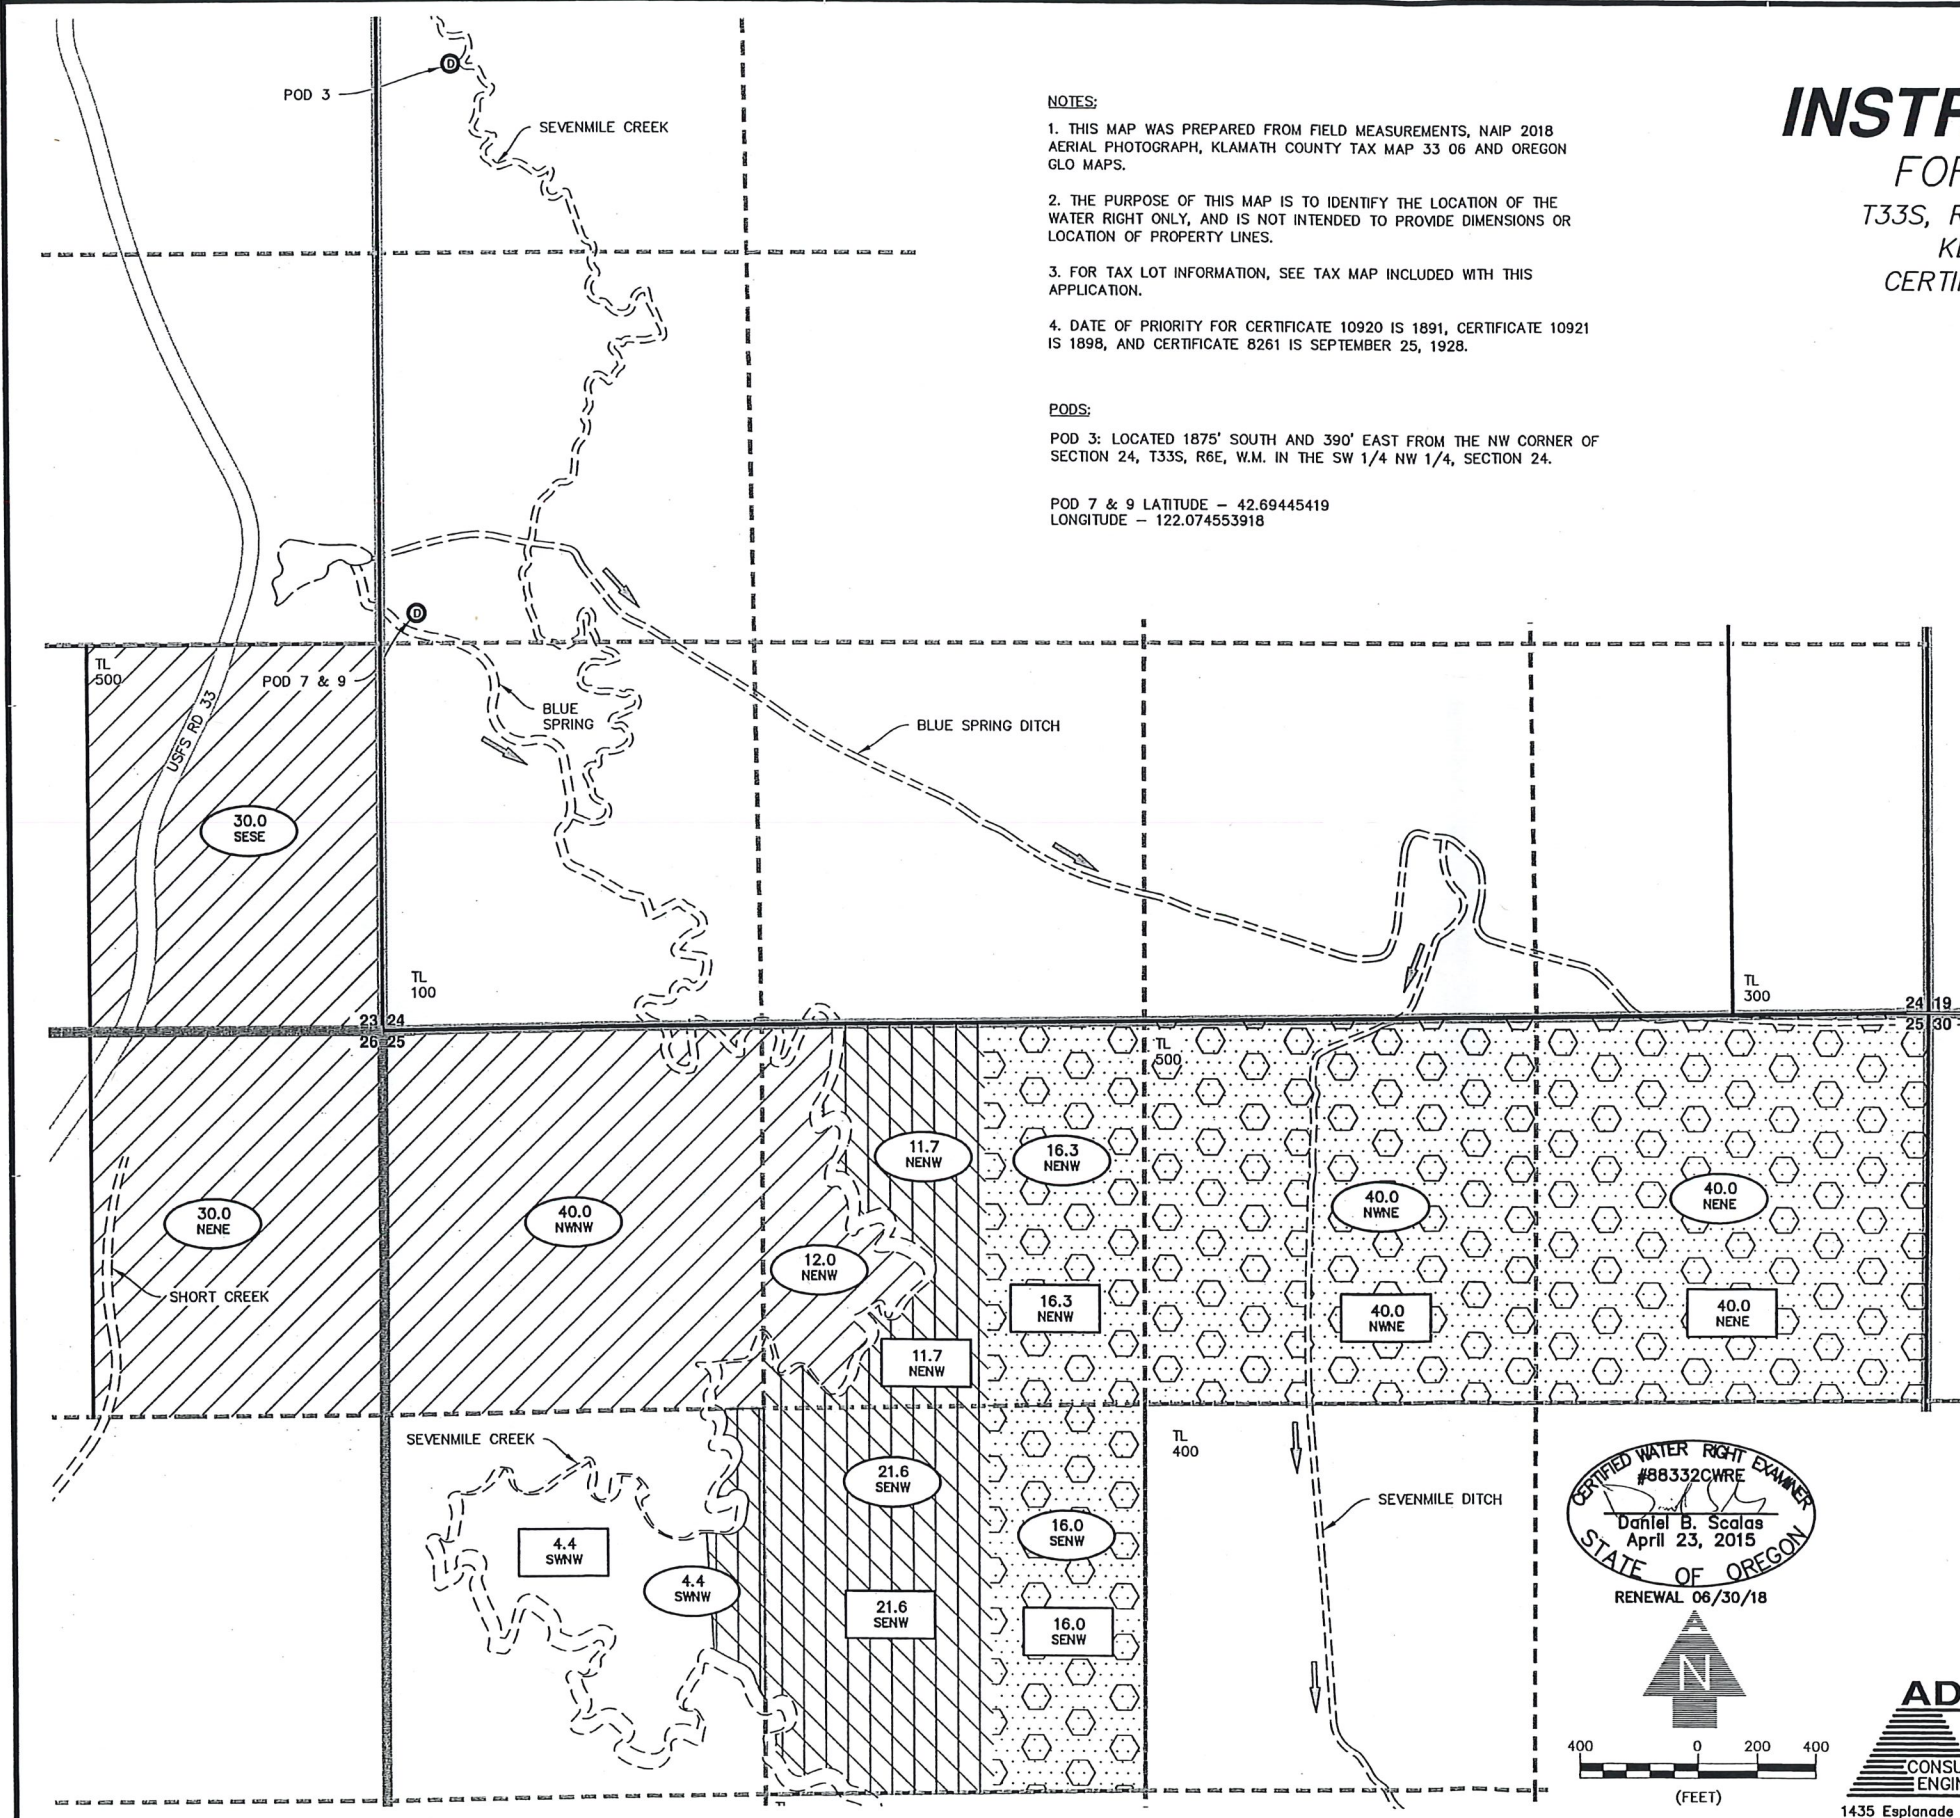 POD 3
D
SEVENMILE CREEK
NOTES:
1. THIS MAP WAS PREPARED FROM FIELD MEASUREMENTS, NAIP 2018
AERIAL PHOTOGRAPH, KLAMATH COUNTY TAX MAP 33 06 AND OREGON
GLO MAPS.
2. THE PURPOSE OF THIS MAP IS TO IDENTIFY THE LOCATION OF THE
WATER RIGHT ONLY, AND IS NOT INTENDED TO PROVIDE DIMENSIONS OR
LOCATION OF PROPERTY LINES.
3. FOR TAX LOT INFORMATION, SEE TAX MAP INCLUDED WITH THIS
APPLICATION.
4. DATE OF PRIORITY FOR CERTIFICATE 10920 IS 1891, CERTIFICATE 10921
IS 1898, AND CERTIFICATE 8261 IS SEPTEMBER 25, 1928.
PODS:
POD 3: LOCATED 1875' SOUTH AND 390' EAST FROM THE NW CORNER OF
SECTION 24, T33S, R6E, W.M. IN THE SW 1/4 NW 1/4, SECTION 24.
POD 7 & 9 LATITUDE – 42.69445419
LONGITUDE – 122.074553918
T33S,
D
TL
500
POD 7 & 9
USFS RD 33
BLUE
SPRING
BLUE SPRING DITCH
30.0
SESE
TL
100
TL
300
23 24
26 25
24 19
25 30
TL
500
11.7
NENW
16.3
NENW
30.0
NENE
40.0
NWNW
40.0
NWNE
40.0
NENE
12.0
NENW
SHORT CREEK
16.3
NENW
40.0
NWNE
40.0
NENE
11.7
NENW
SEVENMILE CREEK
TL
400
21.6
SENW
SEVENMILE DITCH
16.0
SENW
4.4
SWNW
4.4
SWNW
21.6
SENW
16.0
SENW
CERTIFIED WATER RIGHT EXAMINER
#88332CWRE
Daniel B. Scalas
April 23, 2015
STATE OF OREGON
RENEWAL 06/30/18
N
400 0 200 400
(FEET)
1435 Esplanade